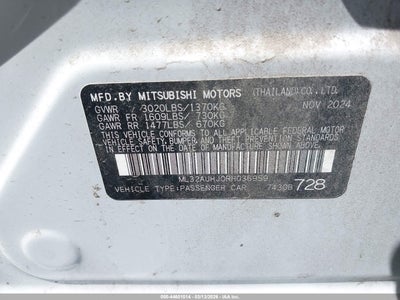 MFD.BY MITSUBISHI MOTORS (THAILAND) CO., LTD.
GVWR / 3020LBS/1370KG NOV 2024
GAWR FR 1609LBS/ 730KG
GAWR RR 1477LBS/ 670KG
THIS VEHICLE CONFORMS TO ALL APPLICABLE
FEDERAL MOTOR VEHICLE SAFETY, BUMPER, AND
THEFT PREVENTION STANDARDS IN EFFECT ON
THE DATE OF MANUFACTURE SHOWN ABOVE.
ML32AUHJ0RH036959
VEHICLE TYPE:PASSENGER CAR 7430B 728